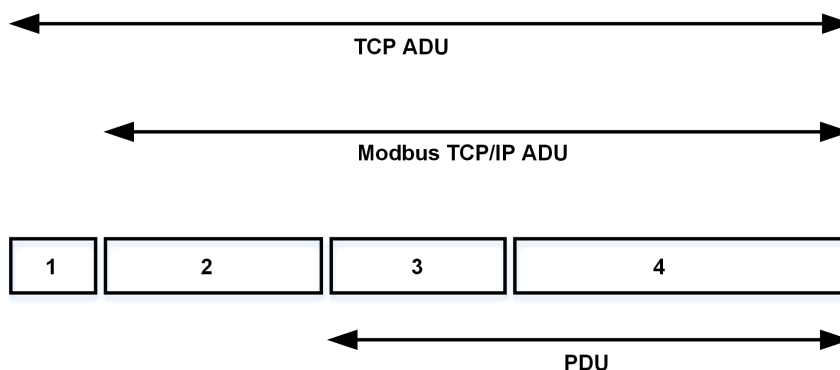 TCP ADU
Modbus TCP/IP ADU
1 2 3 4
PDU